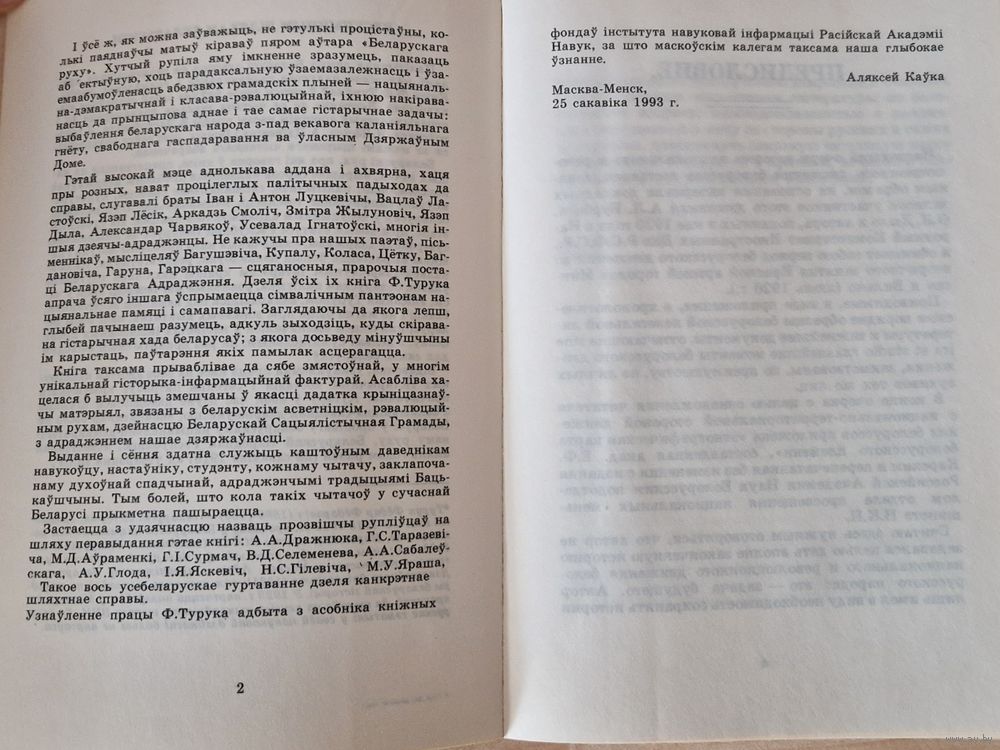 І ўсё ж, як можна заўважыць, не гэтулькі процістаўны, ко-
лькі паяднаўчы матыў кіраваў пяром аўтара «Беларускага
руху». Хутчый рупіла яму імкненне зразумець, паказаць
аб'ектыўную, хоць парадаксальную ўзаемазалежнасць і ўза-
емаабумоўленасць абедзвюх грамадскіх плыней — нацыяналь-
на-дэмакратычнай і класава-рэвалюцыйнай, іхнюю накірава-
насць да прынцыпова аднае і тае самае гістарычнае задачы:
выбаўлення беларускага народа з-пад векавога каланіяльнага
гнёту, свабоднага гаспадаравання ва ўласным Дзяржаўным
Доме.
Гэтай высокай мэце аднолькава аддана і ахвярна, хаця
пры розных, нават процілеглых палітычных падыходах да
справы, слугавалі браты Іван і Антон Луцкевічы, Вацлаў Ла-
стоўскі, Язэп Лёсік, Аркадзь Смоліч, Змітра Жылуновіч, Язэп
Дыла, Александар Чарвякоў, Усевалад Ігнатоўскі, многія ін-
шыя дзеячы-адраджэнцы. Не кажучы пра нашых паэтаў, пісь-
меннікаў, мысліцеляў Багушэвіча, Купалу, Коласа, Цётку, Баг-
дановіча, Гаруна, Гарэцкага — сцяганосныя, прарочыя поста-
ці Беларускага Адраджэння. Дзеля ўсіх іх кніга Ф.Турука
апрача ўсяго іншага ўспрымаецца сімвалічным пантэонам на-
цыянальнае памяці і самапавагі. Заглядаючы да якога лепш,
глыбей пачынаеш разумець, адкуль зыходзіць, куды скірава-
на гістарычная хада беларусаў; з якога досьведу мінуўшчыны
ім карыстаць, паўтарэння якіх памылак асцерагацца.
Кніга таксама прываблівае да сябе змястоўнай, у многім
унікальнай гісторыка-інфармацыйнай фактурай. Асабліва ха-
целася б вылучыць змешчаны ў якасці дадатка крыніцазнаў-
чы матэрыял, звязаны з беларускім асветніцкім, рэвалюцый-
ным рухам, дзейнасцю Беларускай Сацыялістычная Грамады,
з адраджэннем нашае дзяржаўнасці.
Выданне і сёння здатна служыць каштоўным даведнікам
навукоўцу, настаўніку, студэнту, кожнаму чытачу, заклапоча-
наму духоўнай спадчынай, адраджэнчымі традыцыямі Баць-
каўшчыны. Тым болей, што кола такіх чытачоў у сучаснай
Беларусі прыкметна пашыраецца.
Застаецца з удзячнасцю назваць прозвішчы рупліўцаў на
шляху перавыдання гэтае кнігі: А.А.Дражнюка, Г.С.Таразеві-
ча, М.Д.Аўраменкі, Г.І.Сурмач, В.Д.Селеменева, А.А.Сабалеў-
скага, А.У.Глода, І.Я.Яскевіч, Н.С.Гілевіча, М.У.Яраша,
Такое вось усебеларускае гуртаванне дзеля канкрэтнае
шляхтнае справы.
Узнаўленне працы Ф.Турука адбыта з асобніка кніжных
2
фондаў інстытута навуковай інфармацыі Расійскай Акадэміі
Навук, за што маскоўскім калегам таксама наша глыбокае
ўзнанне.
Аляксей Каўка
Масква-Менск,
25 сакавіка 1993 г.